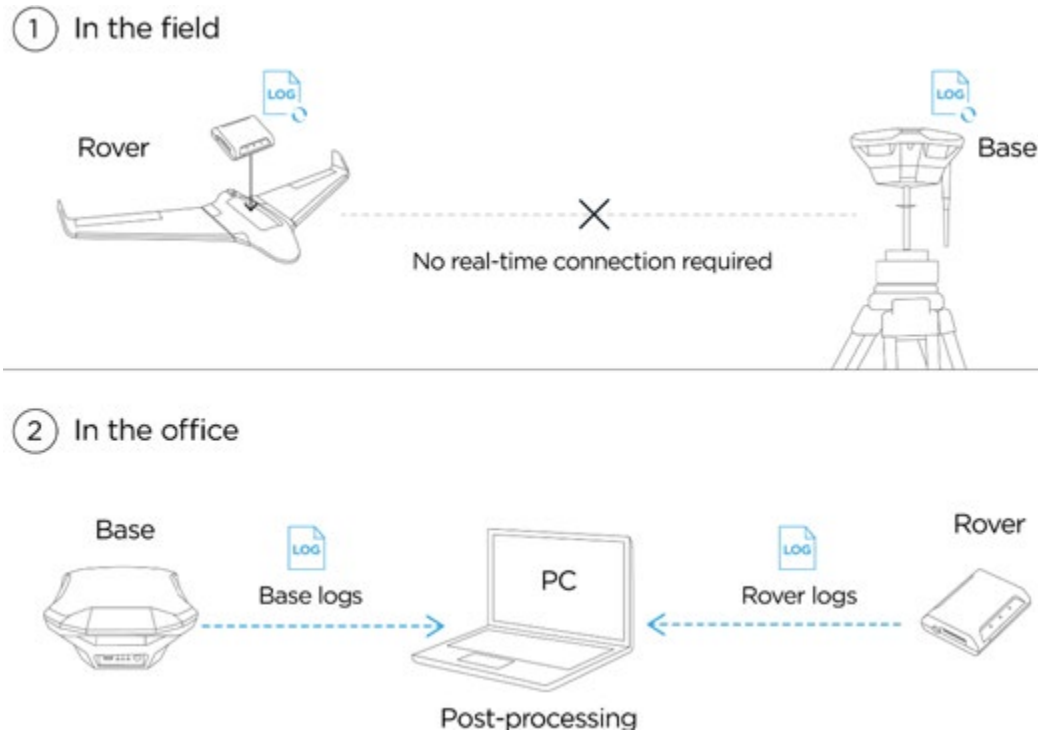 1 In the field
LOG
LOG
Rover
Base
No real-time connection required
2 In the office
Base
LOG
LOG
Rover
Base logs
PC
Rover logs
Post-processing